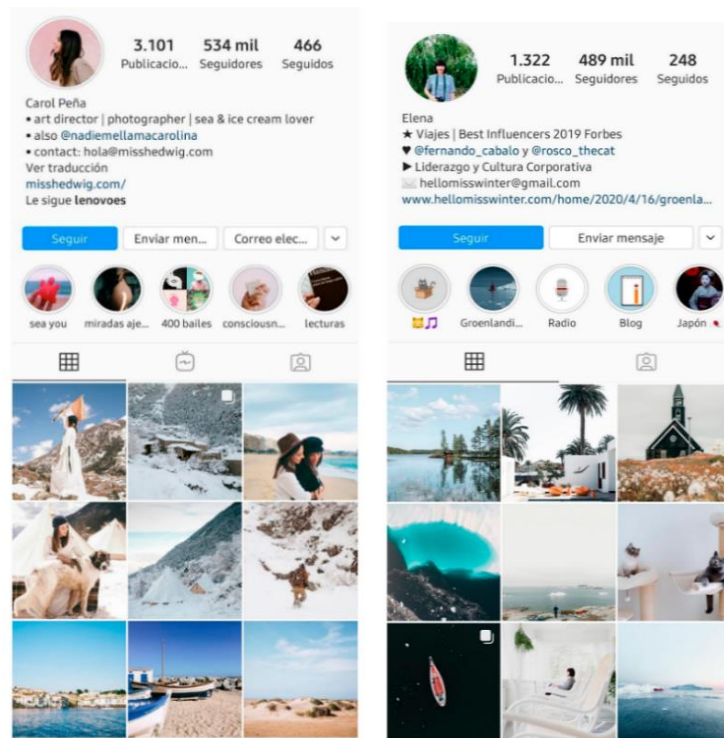 3.101 534 mil 466
Publicacio... Seguidores Seguidos
Carol Peña
• art director | photographer | sea & ice cream lover
• also @nadiemellamacarolina
• contact: hola@misshedwig.com
Ver traducción
misshedwig.com/
Le sigue lenovoes
Seguir Enviar men... Correo elec...
sea you miradas aje... 400 bailes consciousn... lecturas
1.322 489 mil 248
Publicacio... Seguidores Seguidos
Elena
★ Viajes | Best Influencers 2019 Forbes
♥ @fernando_cabalo y @rosco_thecat
▶ Liderazgo y Cultura Corporativa
✉ hellomisswinter@gmail.com
www.hellomisswinter.com/home/2020/4/16/groenla...
Seguir Enviar mensaje
😺🎵 Groenlandi... Radio Blog Japón 🇯🇵